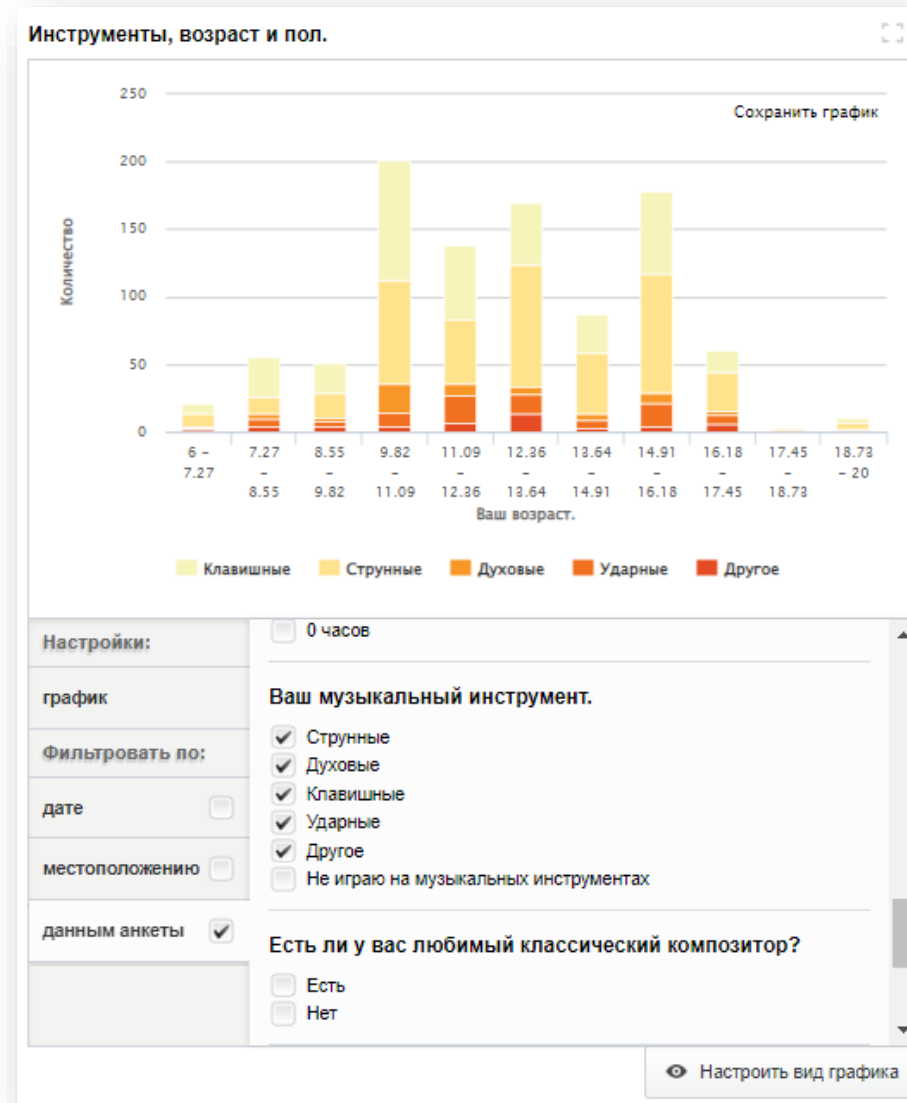 Инструменты, возраст и пол.
250
Сохранить график
200
150
100
50
0
Количество
6 – 7.27 7.27 – 8.55 8.55 – 9.82 9.82 – 11.09 11.09 – 12.36 12.36 – 13.64 13.64 – 14.91 14.91 – 16.18 16.18 – 17.45 17.45 – 18.73 18.73 – 20
Ваш возраст.
Клавишные Струнные Духовые Ударные Другое
Настройки:
график
Фильтровать по:
дате
местоположению
данным анкеты
0 часов
Ваш музыкальный инструмент.
Струнные
Духовые
Клавишные
Ударные
Другое
Не играю на музыкальных инструментах
Есть ли у вас любимый классический композитор?
Есть
Нет
Настроить вид графика